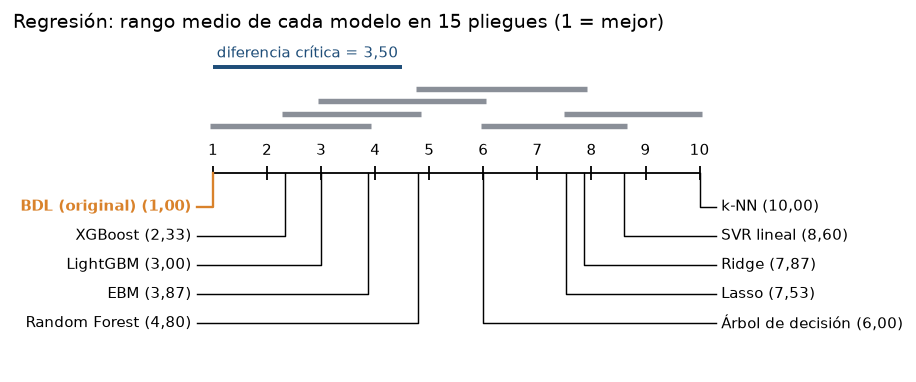 Regresión: rango medio de cada modelo en 15 pliegues (1 = mejor)
diferencia crítica = 3,50
1 2 3 4 5 6 7 8 9 10
BDL (original) (1,00)
XGBoost (2,33)
LightGBM (3,00)
EBM (3,87)
Random Forest (4,80)
k-NN (10,00)
SVR lineal (8,60)
Ridge (7,87)
Lasso (7,53)
Árbol de decisión (6,00)